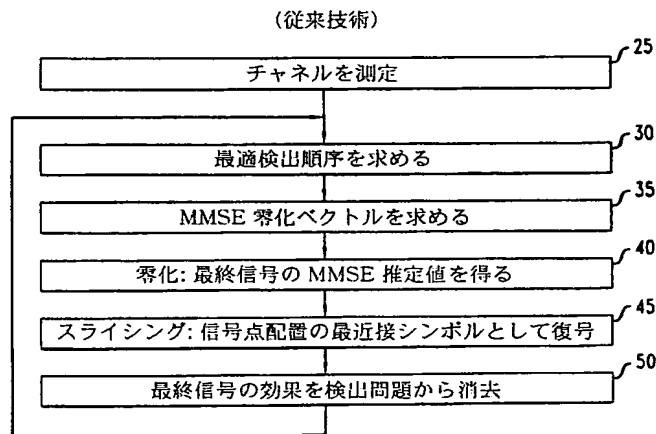 (従来技術)
25
チャネルを測定
30
最適検出順序を求める
35
MMSE 零化ベクトルを求める
40
零化: 最終信号の MMSE 推定値を得る
45
スライシング: 信号点配置の最近接シンボルとして復号
50
最終信号の効果を検出問題から消去